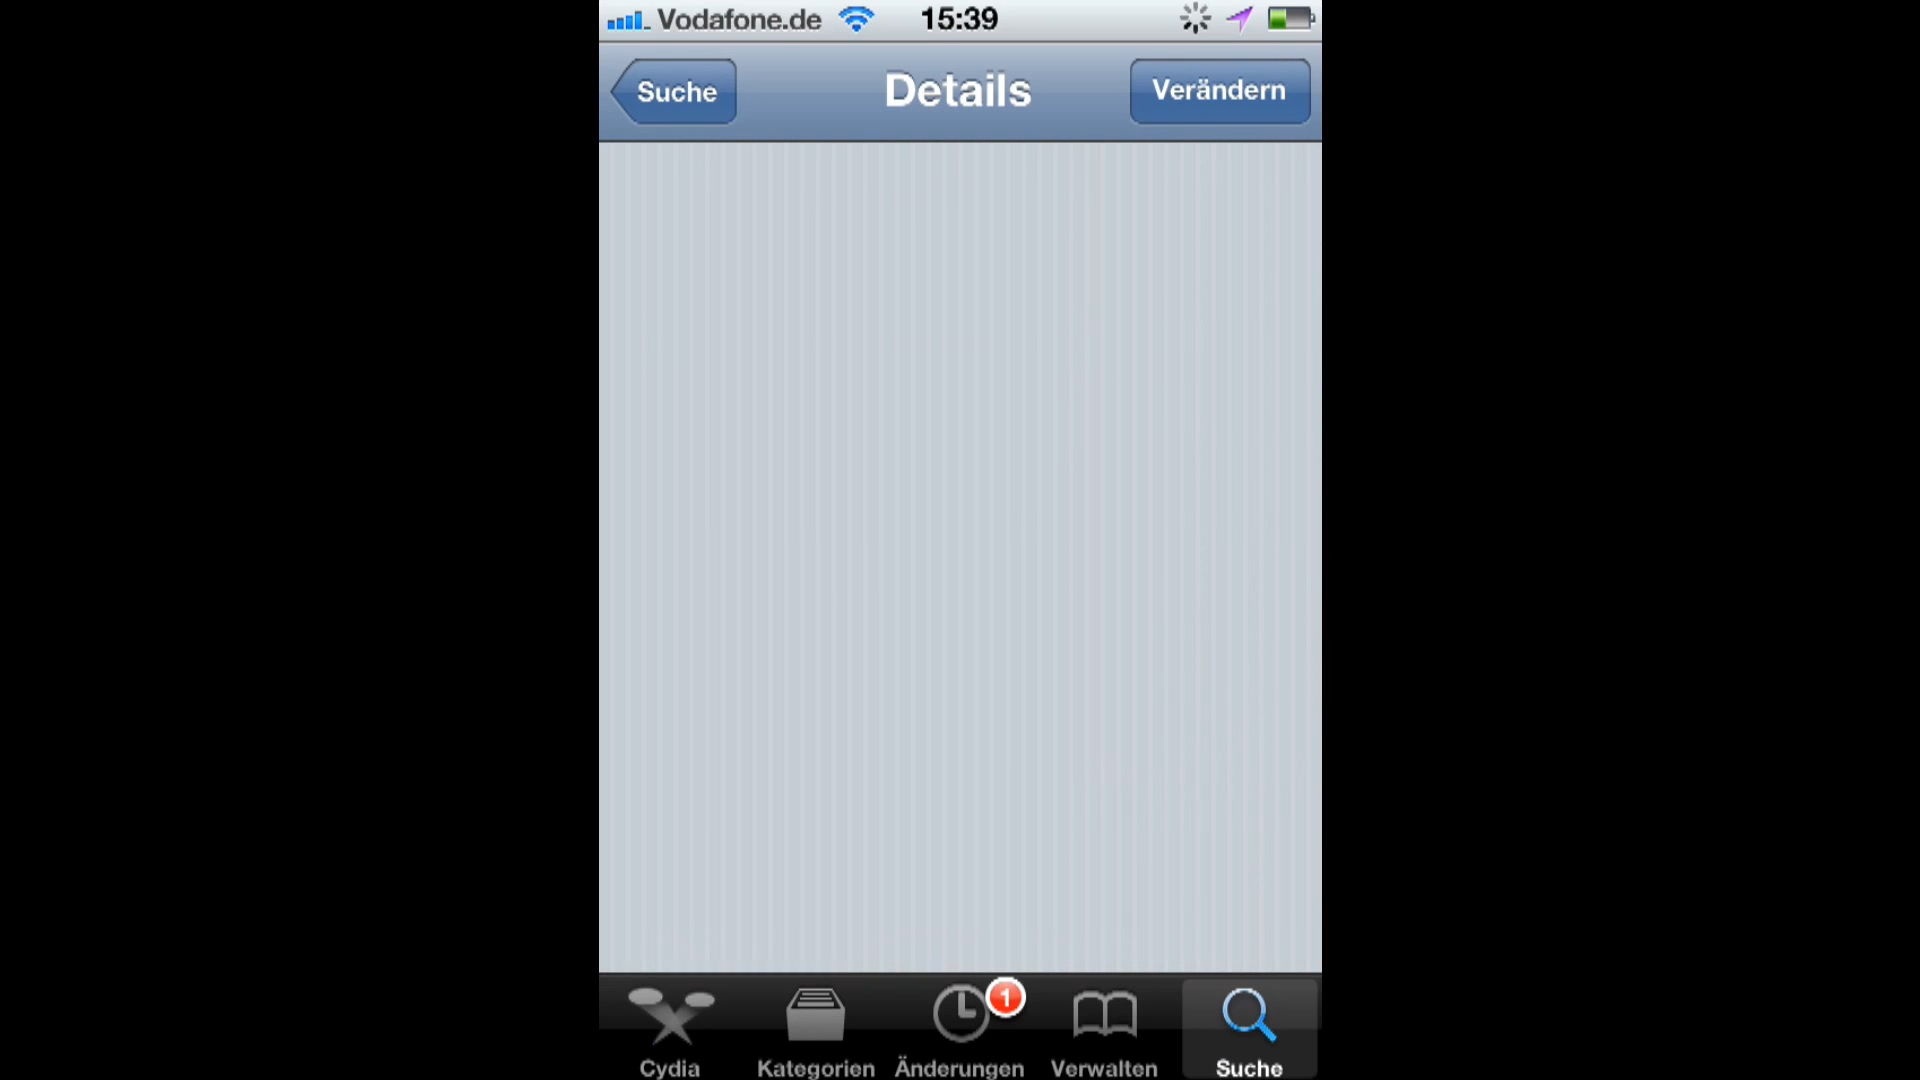 Vodafone.de 15:39
Suche Details Verändern
1
Cydia Kategorien Änderungen Verwalten Suche